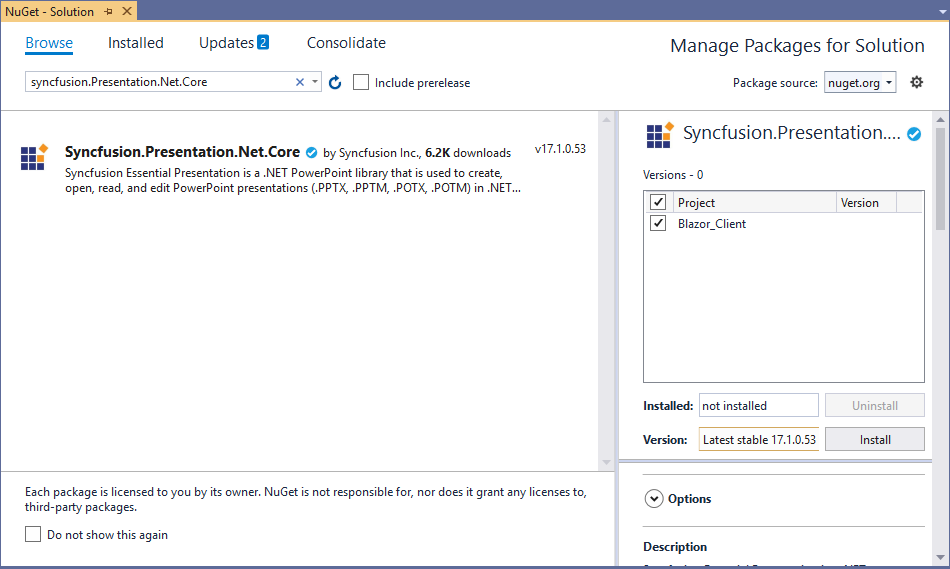 NuGet - Solution
Browse
Installed
Updates 2
Consolidate
Manage Packages for Solution
syncfusion.Presentation.Net.Core
Include prerelease
Package source: nuget.org
Syncfusion.Presentation.Net.Core by Syncfusion Inc., 6.2K downloads v17.1.0.53
Syncfusion Essential Presentation is a .NET PowerPoint library that is used to create,
open, read, and edit PowerPoint presentations (.PPTX, .PPTM, .POTX, .POTM) in .NET...
Each package is licensed to you by its owner. NuGet is not responsible for, nor does it grant any licenses to,
third-party packages.
Do not show this again
Syncfusion.Presentation....
Versions - 0
Project Version
Blazor_Client
Installed: not installed Uninstall
Version: Latest stable 17.1.0.53 Install
Options
Description